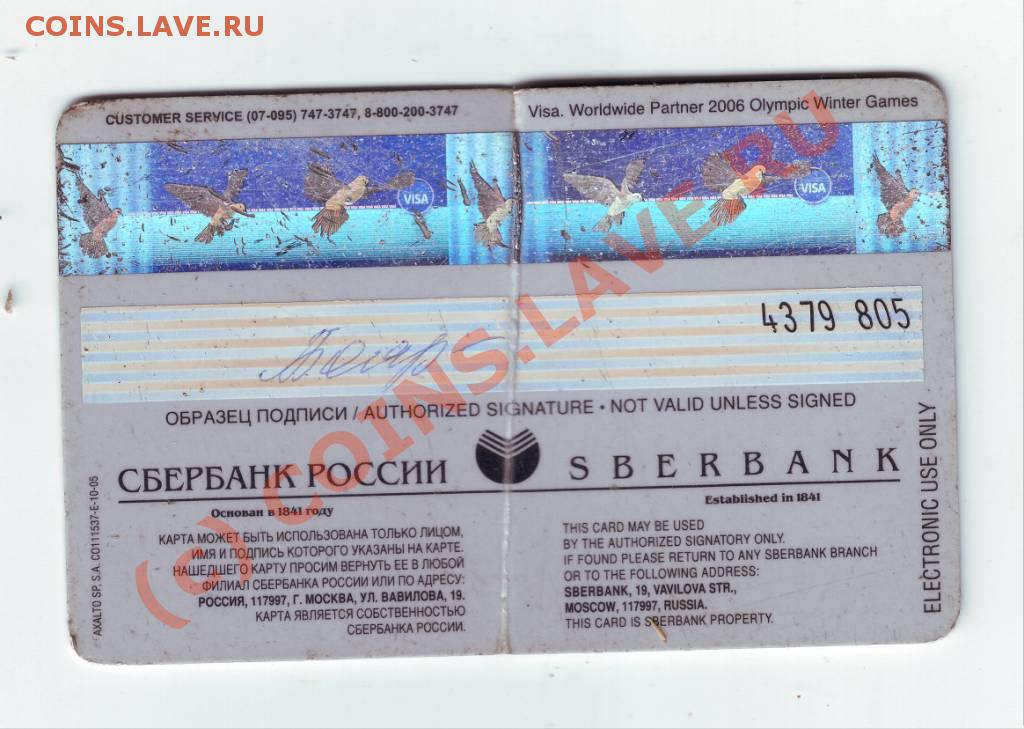 COINS.LAVE.RU
CUSTOMER SERVICE (07-095) 747-3747, 8-800-200-3747
Visa. Worldwide Partner 2006 Olympic Winter Games
VISA
VISA
4379 805
ОБРАЗЕЦ ПОДПИСИ / AUTHORIZED SIGNATURE • NOT VALID UNLESS SIGNED
СБЕРБАНК РОССИИ
Основан в 1841 году
КАРТА МОЖЕТ БЫТЬ ИСПОЛЬЗОВАНА ТОЛЬКО ЛИЦОМ,
ИМЯ И ПОДПИСЬ КОТОРОГО УКАЗАНЫ НА КАРТЕ.
НАШЕДШЕГО КАРТУ ПРОСИМ ВЕРНУТЬ ЕЕ В ЛЮБОЙ
ФИЛИАЛ СБЕРБАНКА РОССИИ ИЛИ ПО АДРЕСУ:
РОССИЯ, 117997, Г. МОСКВА, УЛ. ВАВИЛОВА, 19.
КАРТА ЯВЛЯЕТСЯ СОБСТВЕННОСТЬЮ
СБЕРБАНКА РОССИИ.
SBERBANK
Established in 1841
THIS CARD MAY BE USED
BY THE AUTHORIZED SIGNATORY ONLY.
IF FOUND PLEASE RETURN TO ANY SBERBANK BRANCH
OR TO THE FOLLOWING ADDRESS:
SBERBANK, 19, VAVILOVA STR.,
MOSCOW, 117997, RUSSIA.
THIS CARD IS SBERBANK PROPERTY.
AXALTO SP, S.A. C0111537-E-10-05
ELECTRONIC USE ONLY
(c) COINS.LAVE.RU